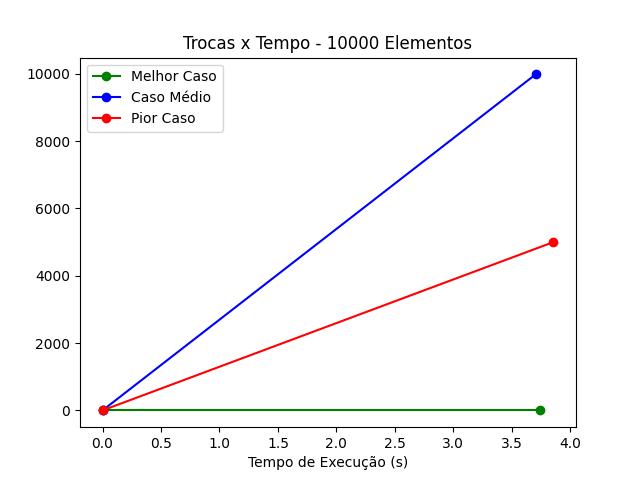 Trocas x Tempo - 10000 Elementos
Melhor Caso
Caso Médio
Pior Caso
10000
8000
6000
4000
2000
0
0.0 0.5 1.0 1.5 2.0 2.5 3.0 3.5 4.0
Tempo de Execução (s)